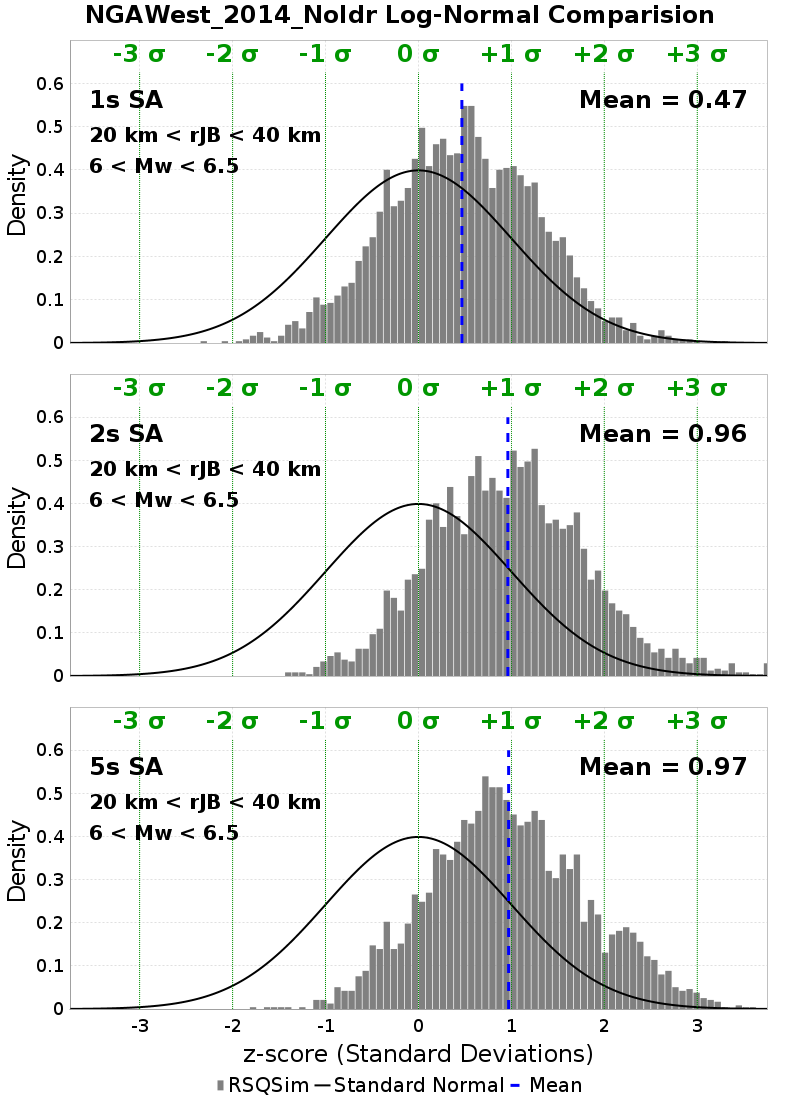 NGAWest_2014_NoIdr Log-Normal Comparision
-3 σ -2 σ -1 σ 0 σ +1 σ +2 σ +3 σ
0.6
1s SA Mean = 0.47
0.5
20 km < rJB < 40 km
6 < Mw < 6.5
0.4
Density
0.3
0.2
0.1
0
-3 σ -2 σ -1 σ 0 σ +1 σ +2 σ +3 σ
0.6
2s SA Mean = 0.96
0.5
20 km < rJB < 40 km
6 < Mw < 6.5
0.4
Density
0.3
0.2
0.1
0
-3 σ -2 σ -1 σ 0 σ +1 σ +2 σ +3 σ
0.6
5s SA Mean = 0.97
0.5
20 km < rJB < 40 km
6 < Mw < 6.5
0.4
Density
0.3
0.2
0.1
0
-3 -2 -1 0 1 2 3
z-score (Standard Deviations)
RSQSim Standard Normal Mean